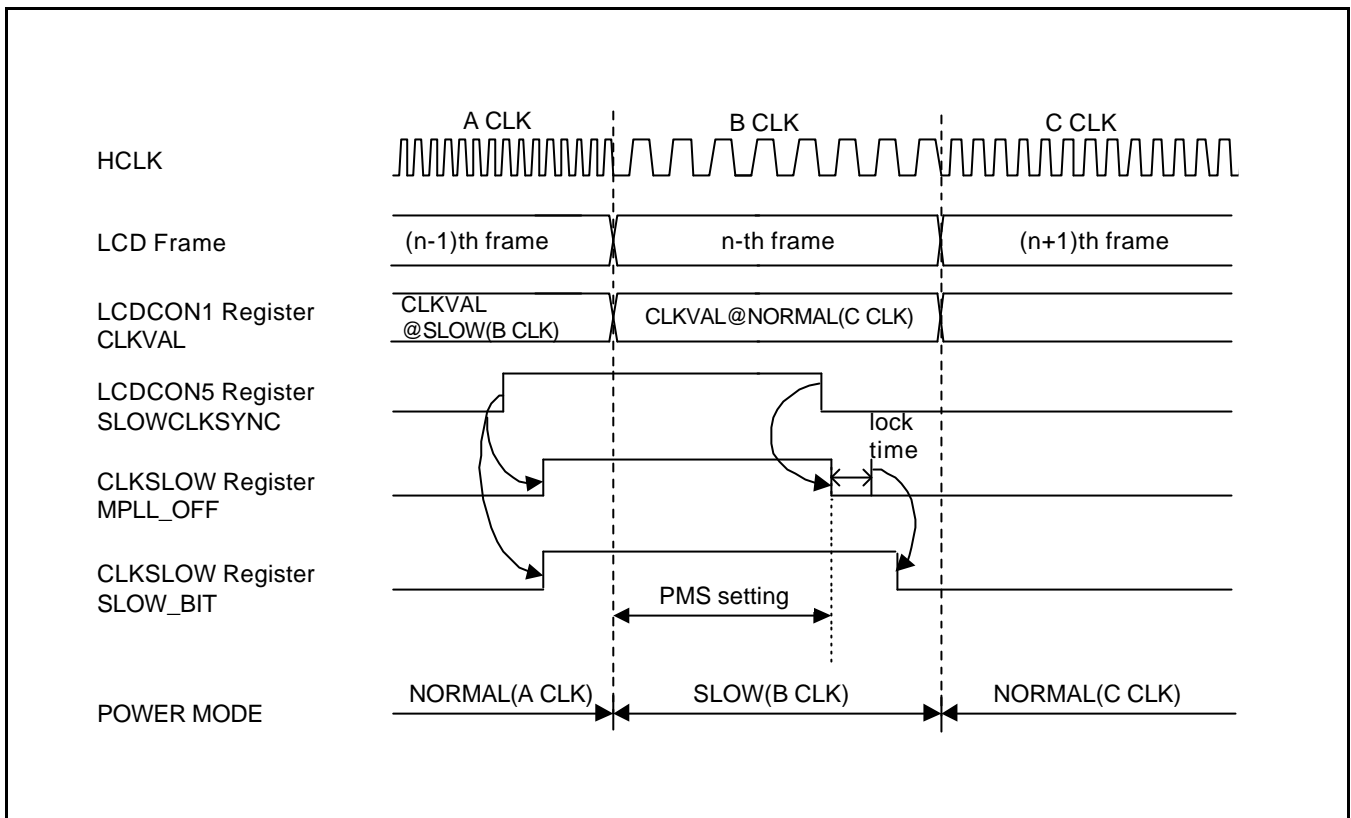 A CLK
B CLK
C CLK
HCLK
LCD Frame
(n-1)th frame
n-th frame
(n+1)th frame
LCDCON1 Register
CLKVAL
CLKVAL
@SLOW(B CLK)
CLKVAL@NORMAL(C CLK)
LCDCON5 Register
SLOWCLKSYNC
lock
time
CLKSLOW Register
MPLL_OFF
CLKSLOW Register
SLOW_BIT
PMS setting
POWER MODE
NORMAL(A CLK)
SLOW(B CLK)
NORMAL(C CLK)